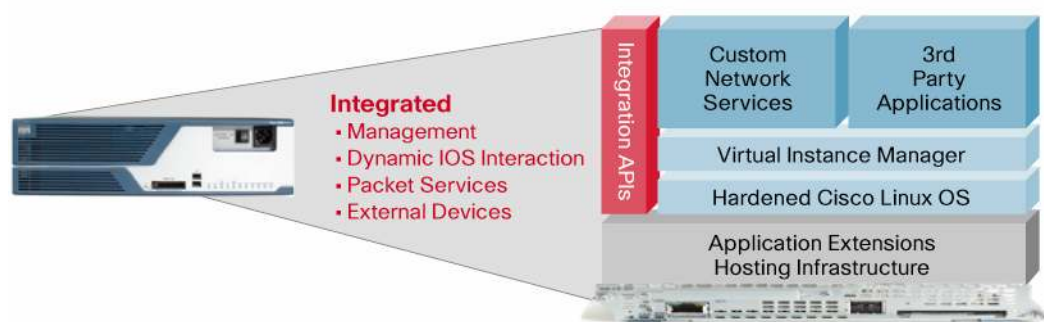 Integrated
▪ Management
▪ Dynamic IOS Interaction
▪ Packet Services
▪ External Devices
Integration APIs
Custom
Network
Services
3rd
Party
Applications
Virtual Instance Manager
Hardened Cisco Linux OS
Application Extensions
Hosting Infrastructure